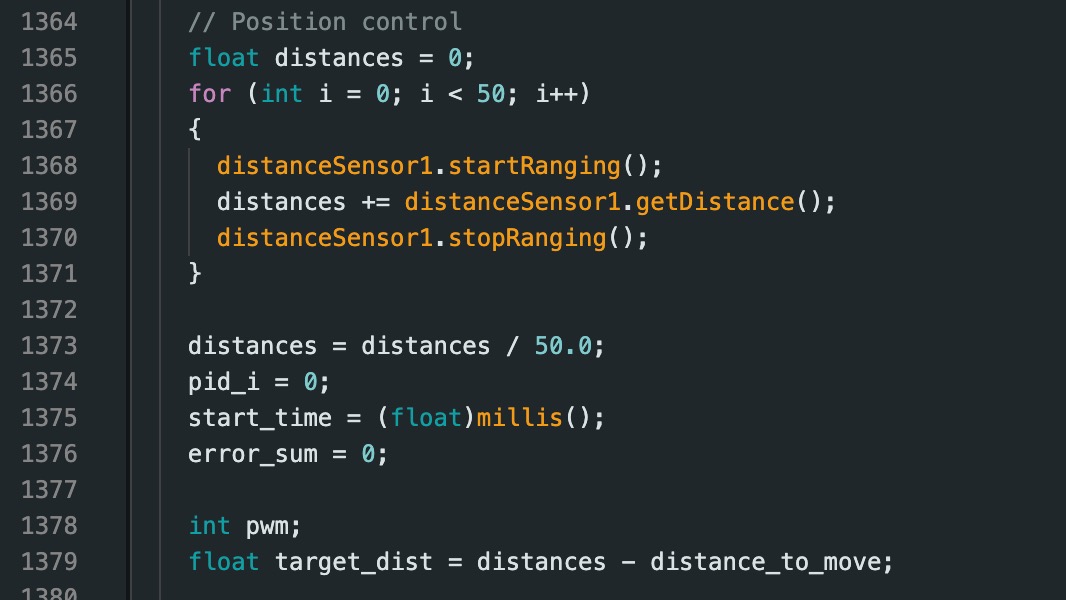 1364 // Position control
1365 float distances = 0;
1366 for (int i = 0; i < 50; i++)
1367 {
1368 distanceSensor1.startRanging();
1369 distances += distanceSensor1.getDistance();
1370 distanceSensor1.stopRanging();
1371 }
1372
1373 distances = distances / 50.0;
1374 pid_i = 0;
1375 start_time = (float)millis();
1376 error_sum = 0;
1377
1378 int pwm;
1379 float target_dist = distances - distance_to_move;
1380